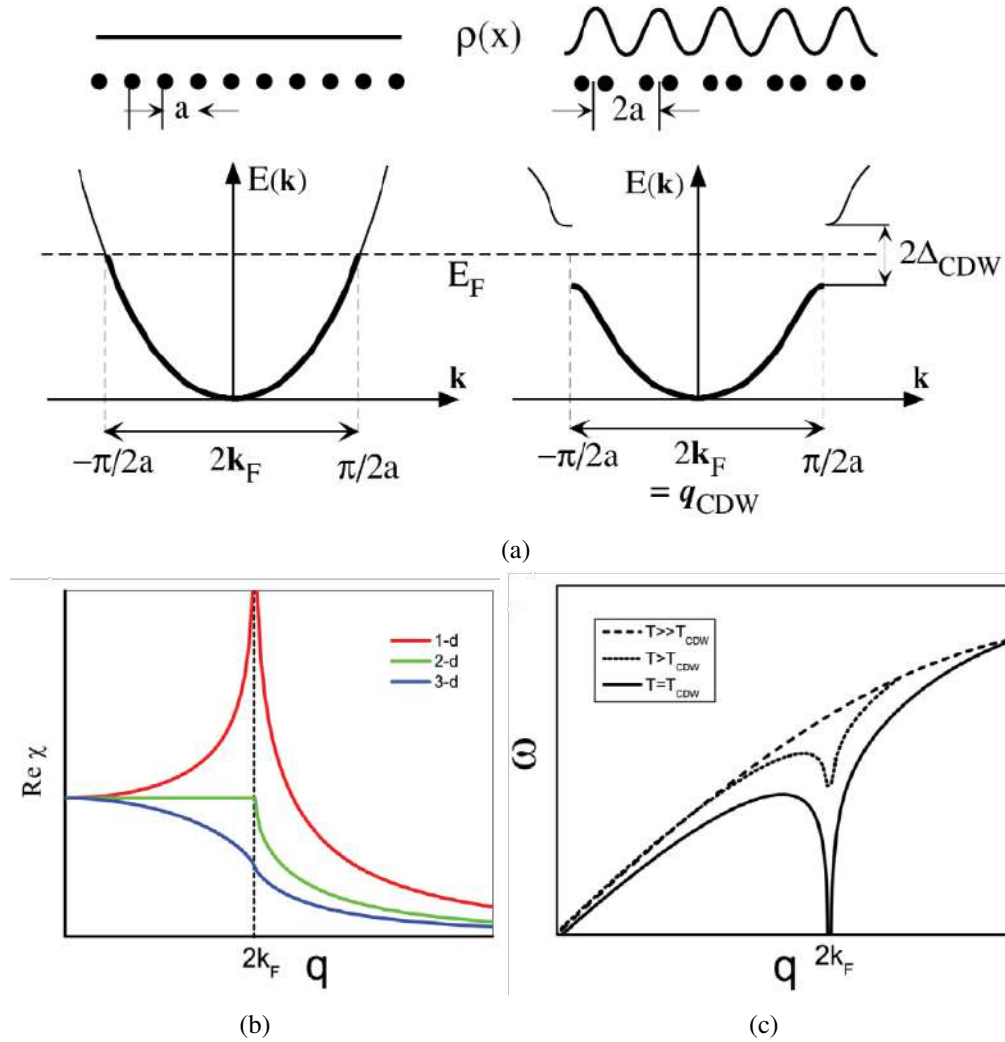 ρ(x)
a
2a
E(k)
E(k)
2Δ_CDW
E_F
k
k
−π/2a 2k_F π/2a
−π/2a 2k_F π/2a
= q_CDW
(a)
1-d
2-d
3-d
Re χ
2k_F
q
T>>T_CDW
T>T_CDW
T=T_CDW
ω
q
2k_F
(b)
(c)